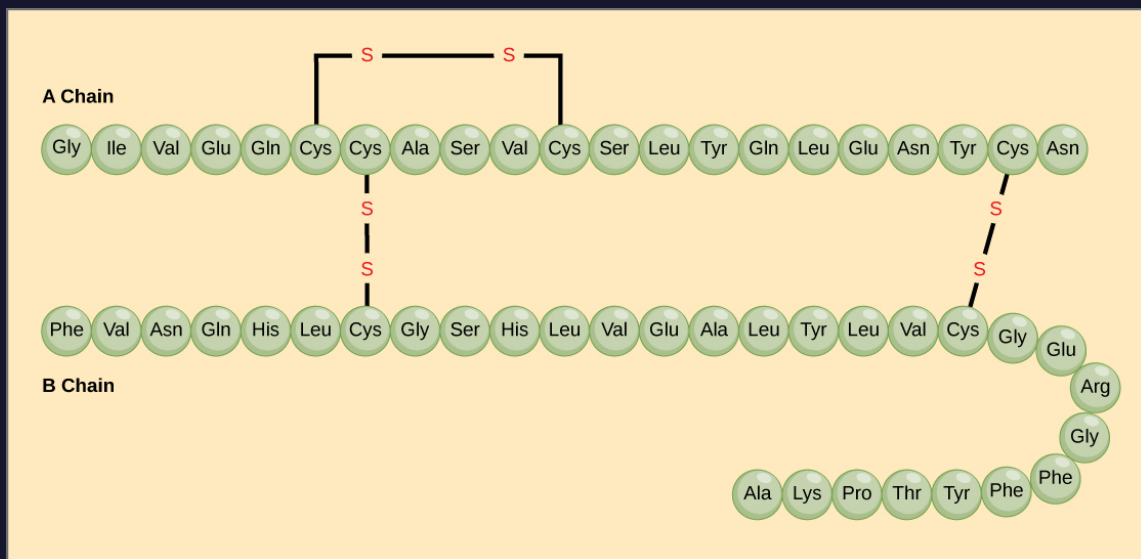 S S
A Chain
Gly Ile Val Glu Gln Cys Cys Ala Ser Val Cys Ser Leu Tyr Gln Leu Glu Asn Tyr Cys Asn
S S
S S
Phe Val Asn Gln His Leu Cys Gly Ser His Leu Val Glu Ala Leu Tyr Leu Val Cys Gly Glu
B Chain
Arg
Gly
Ala Lys Pro Thr Tyr Phe Phe